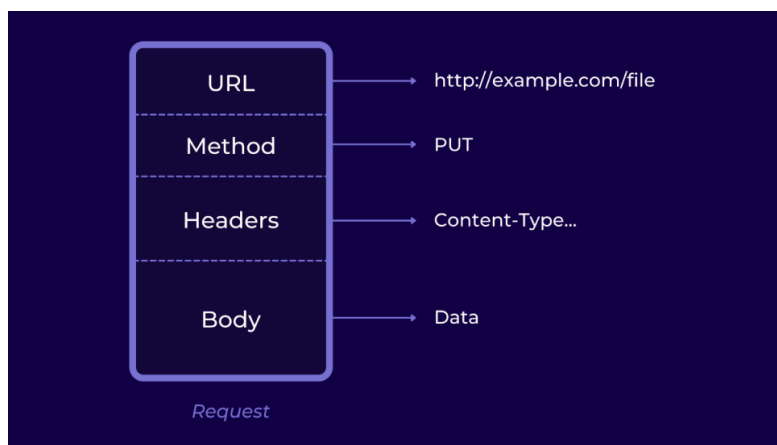 URL
http://example.com/file
Method
PUT
Headers
Content-Type...
Body
Data
Request